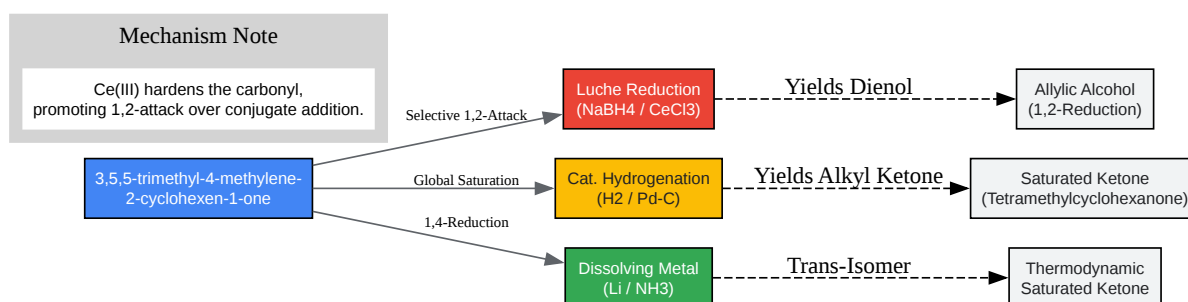 Mechanism Note
Ce(III) hardens the carbonyl,
promoting 1,2-attack over conjugate addition.
3,5,5-trimethyl-4-methylene-
2-cyclohexen-1-one
Selective 1,2-Attack
Luche Reduction
(NaBH4 / CeCl3)
Yields Dienol
Allylic Alcohol
(1,2-Reduction)
Global Saturation
Cat. Hydrogenation
(H2 / Pd-C)
Yields Alkyl Ketone
Saturated Ketone
(Tetramethylcyclohexanone)
1,4-Reduction
Dissolving Metal
(Li / NH3)
Trans-Isomer
Thermodynamic
Saturated Ketone